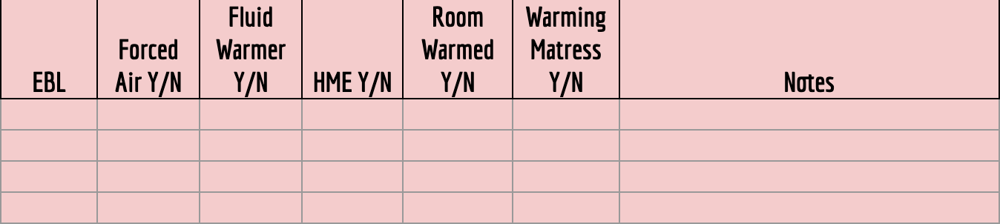 EBL
Forced
Air Y/N
Fluid
Warmer
Y/N
HME Y/N
Room
Warmed
Y/N
Warming
Matress
Y/N
Notes